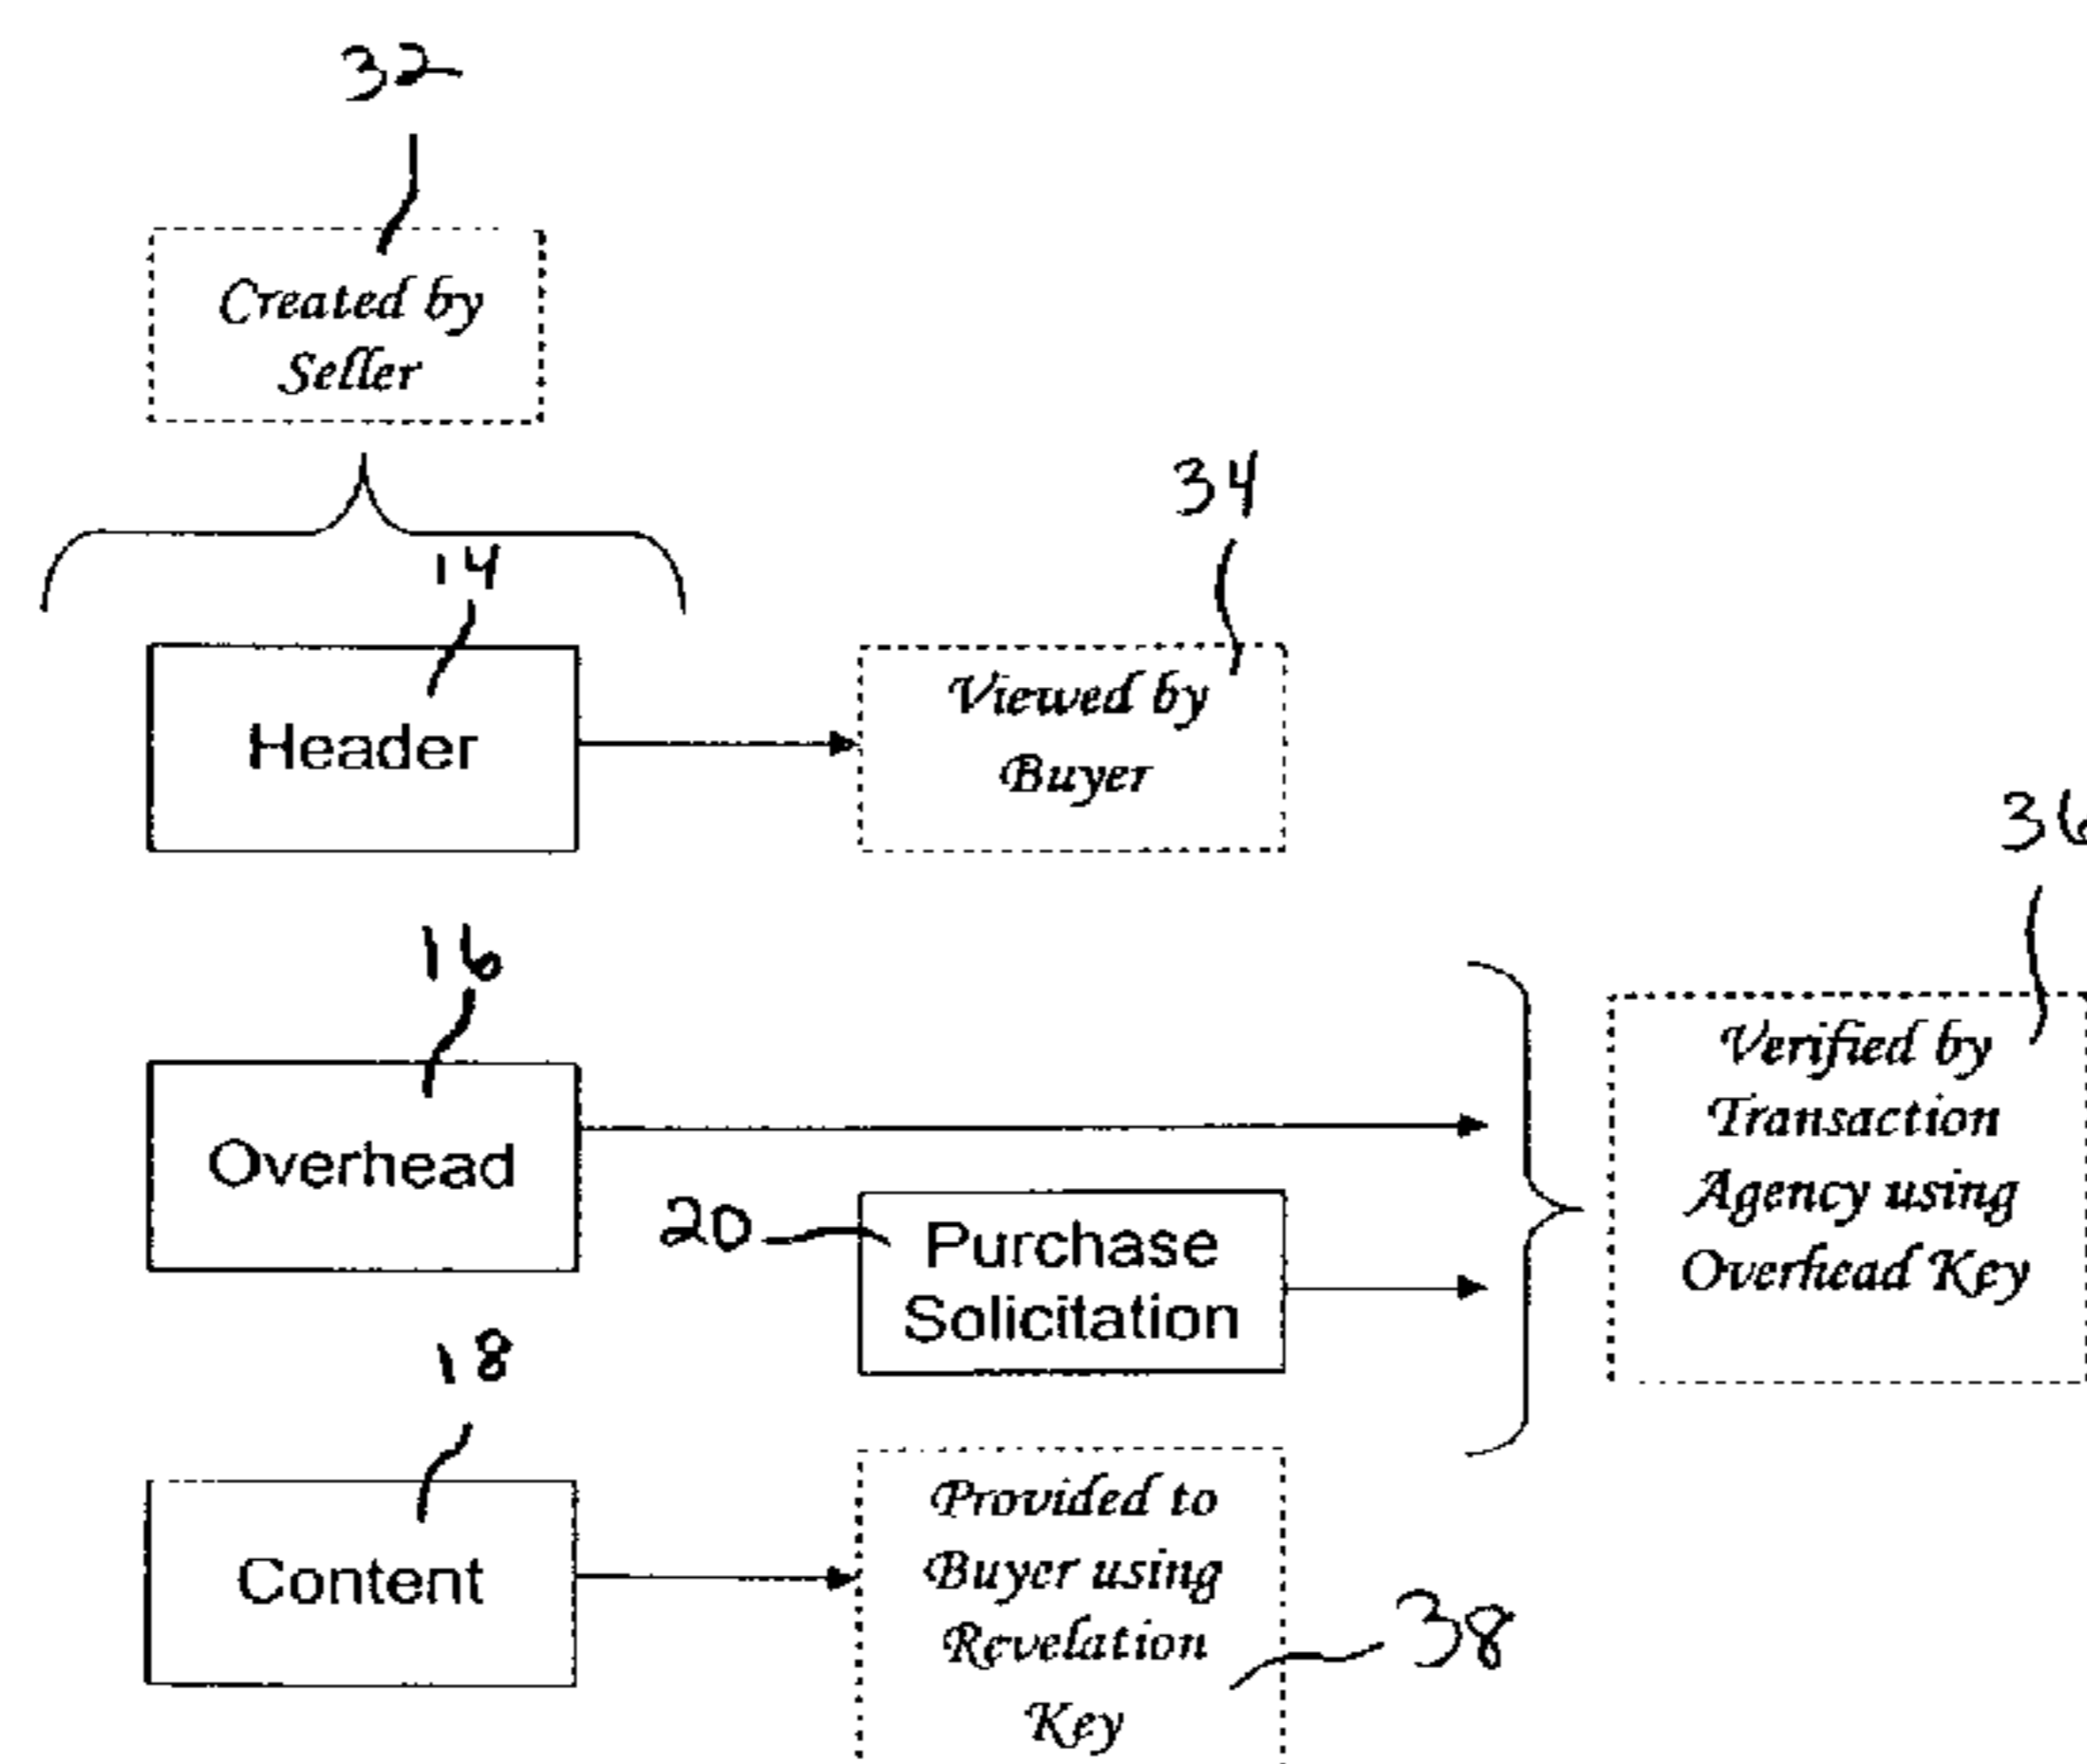 32
Created by
Seller
34
14
Header
Viewed by
Buyer
36
16
Overhead
Verified by
Transaction
Agency using
Overhead Key
20
Purchase
Solicitation
18
Content
Provided to
Buyer using
Revelation
Key
38